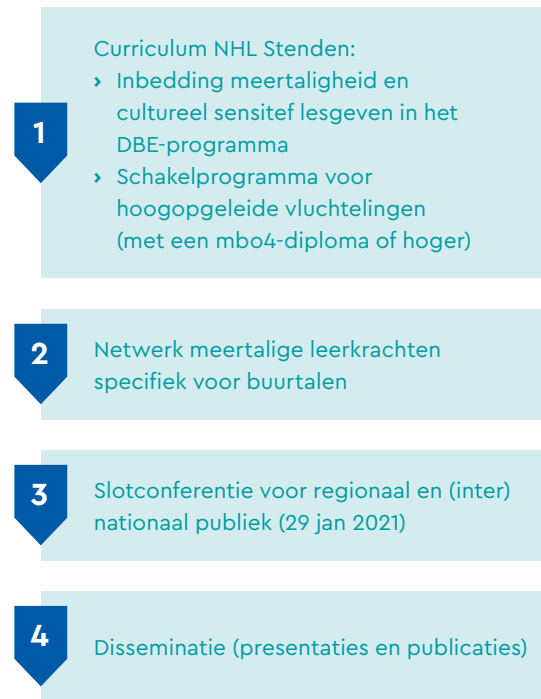 1
Curriculum NHL Stenden:
› Inbedding meertaligheid en
cultureel sensitef lesgeven in het
DBE-programma
› Schakelprogramma voor
hoogopgeleide vluchtelingen
(met een mbo4-diploma of hoger)
2
Netwerk meertalige leerkrachten
specifiek voor buurtalen
3
Slotconferentie voor regionaal en (inter)
nationaal publiek (29 jan 2021)
4
Disseminatie (presentaties en publicaties)